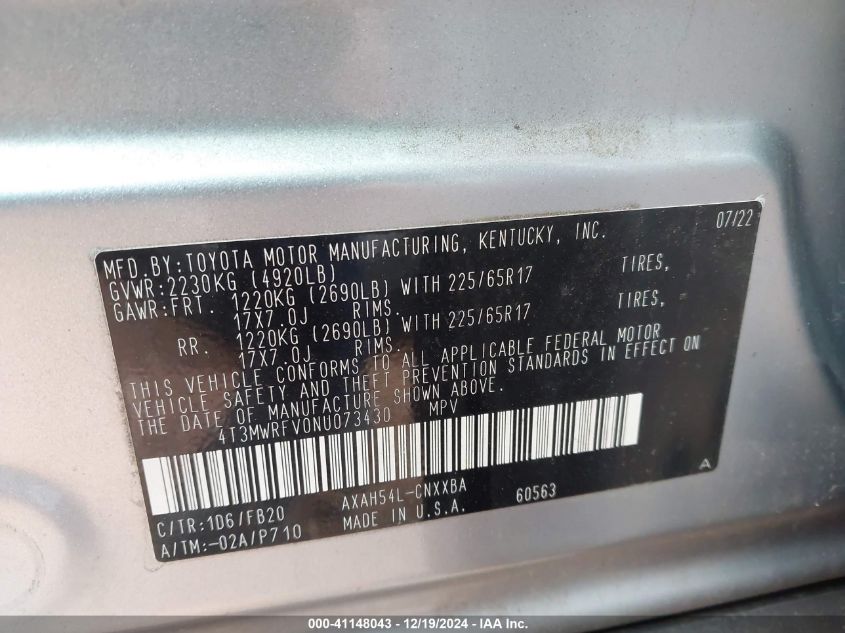 07/22
MFD.BY:TOYOTA MOTOR MANUFACTURING, KENTUCKY, INC.
GVWR:2230KG (4920LB)
GAWR:FRT. 1220KG (2690LB) WITH 225/65R17 TIRES,
17X7.0J RIMS.
RR. 1220KG (2690LB) WITH 225/65R17 TIRES,
17X7.0J RIMS.
THIS VEHICLE CONFORMS TO ALL APPLICABLE FEDERAL MOTOR
VEHICLE SAFETY AND THEFT PREVENTION STANDARDS IN EFFECT ON
THE DATE OF MANUFACTURE SHOWN ABOVE.
4T3MWRFV0NU073430 MPV
A
C/TR:1D6/FB20 AXAH54L-CNXXBA 60563
A/TM:-02A/P710 MADE IN U.S.A.
000-41148043 - 12/19/2024 - IAA Inc.